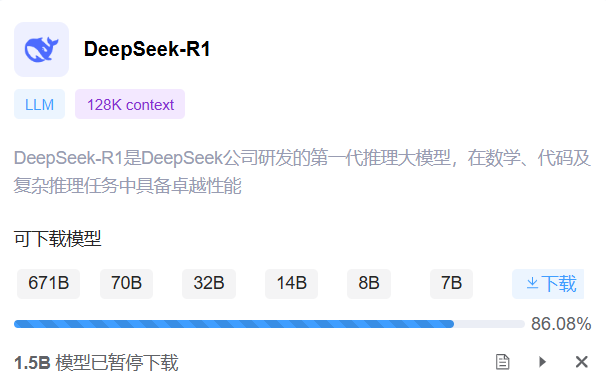 DeepSeek-R1
LLM 128K context
DeepSeek-R1是DeepSeek公司研发的第一代推理大模型，在数学、代码及
复杂推理任务中具备卓越性能
可下载模型
671B 70B 32B 14B 8B 7B 下载
86.08%
1.5B 模型已暂停下载